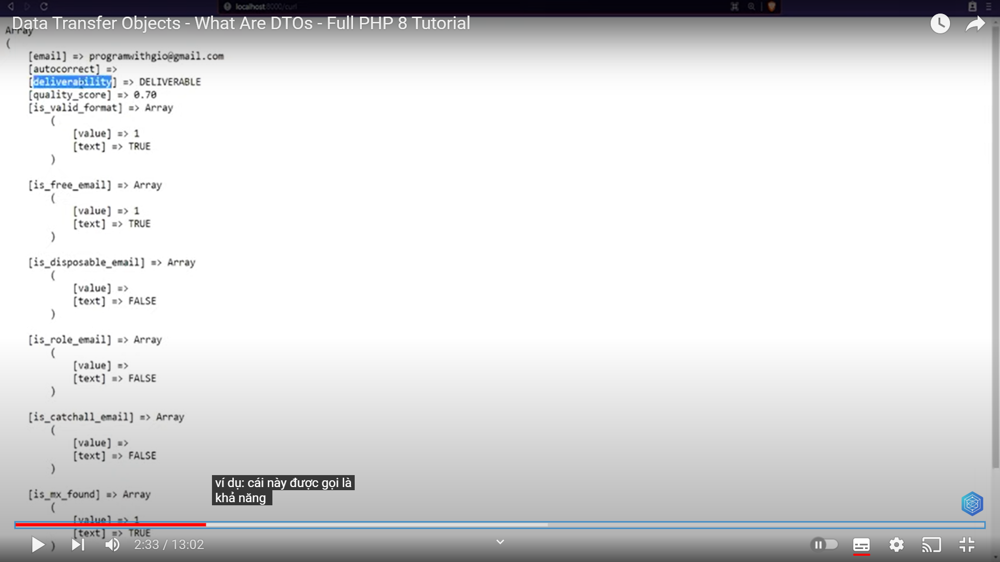 localhost:8000/curl
Data Transfer Objects - What Are DTOs - Full PHP 8 Tutorial
Array
(
[email] => programwithgio@gmail.com
[autocorrect] =>
[deliverability] => DELIVERABLE
[quality_score] => 0.70
[is_valid_format] => Array
(
[value] => 1
[text] => TRUE
)
[is_free_email] => Array
(
[value] => 1
[text] => TRUE
)
[is_disposable_email] => Array
(
[value] =>
[text] => FALSE
)
[is_role_email] => Array
(
[value] =>
[text] => FALSE
)
[is_catchall_email] => Array
(
[value] =>
[text] => FALSE
)
ví dụ: cái này được gọi là
khả năng
[is_mx_found] => Array
(
[value] => 1
[text] => TRUE
)
2:33 / 13:02